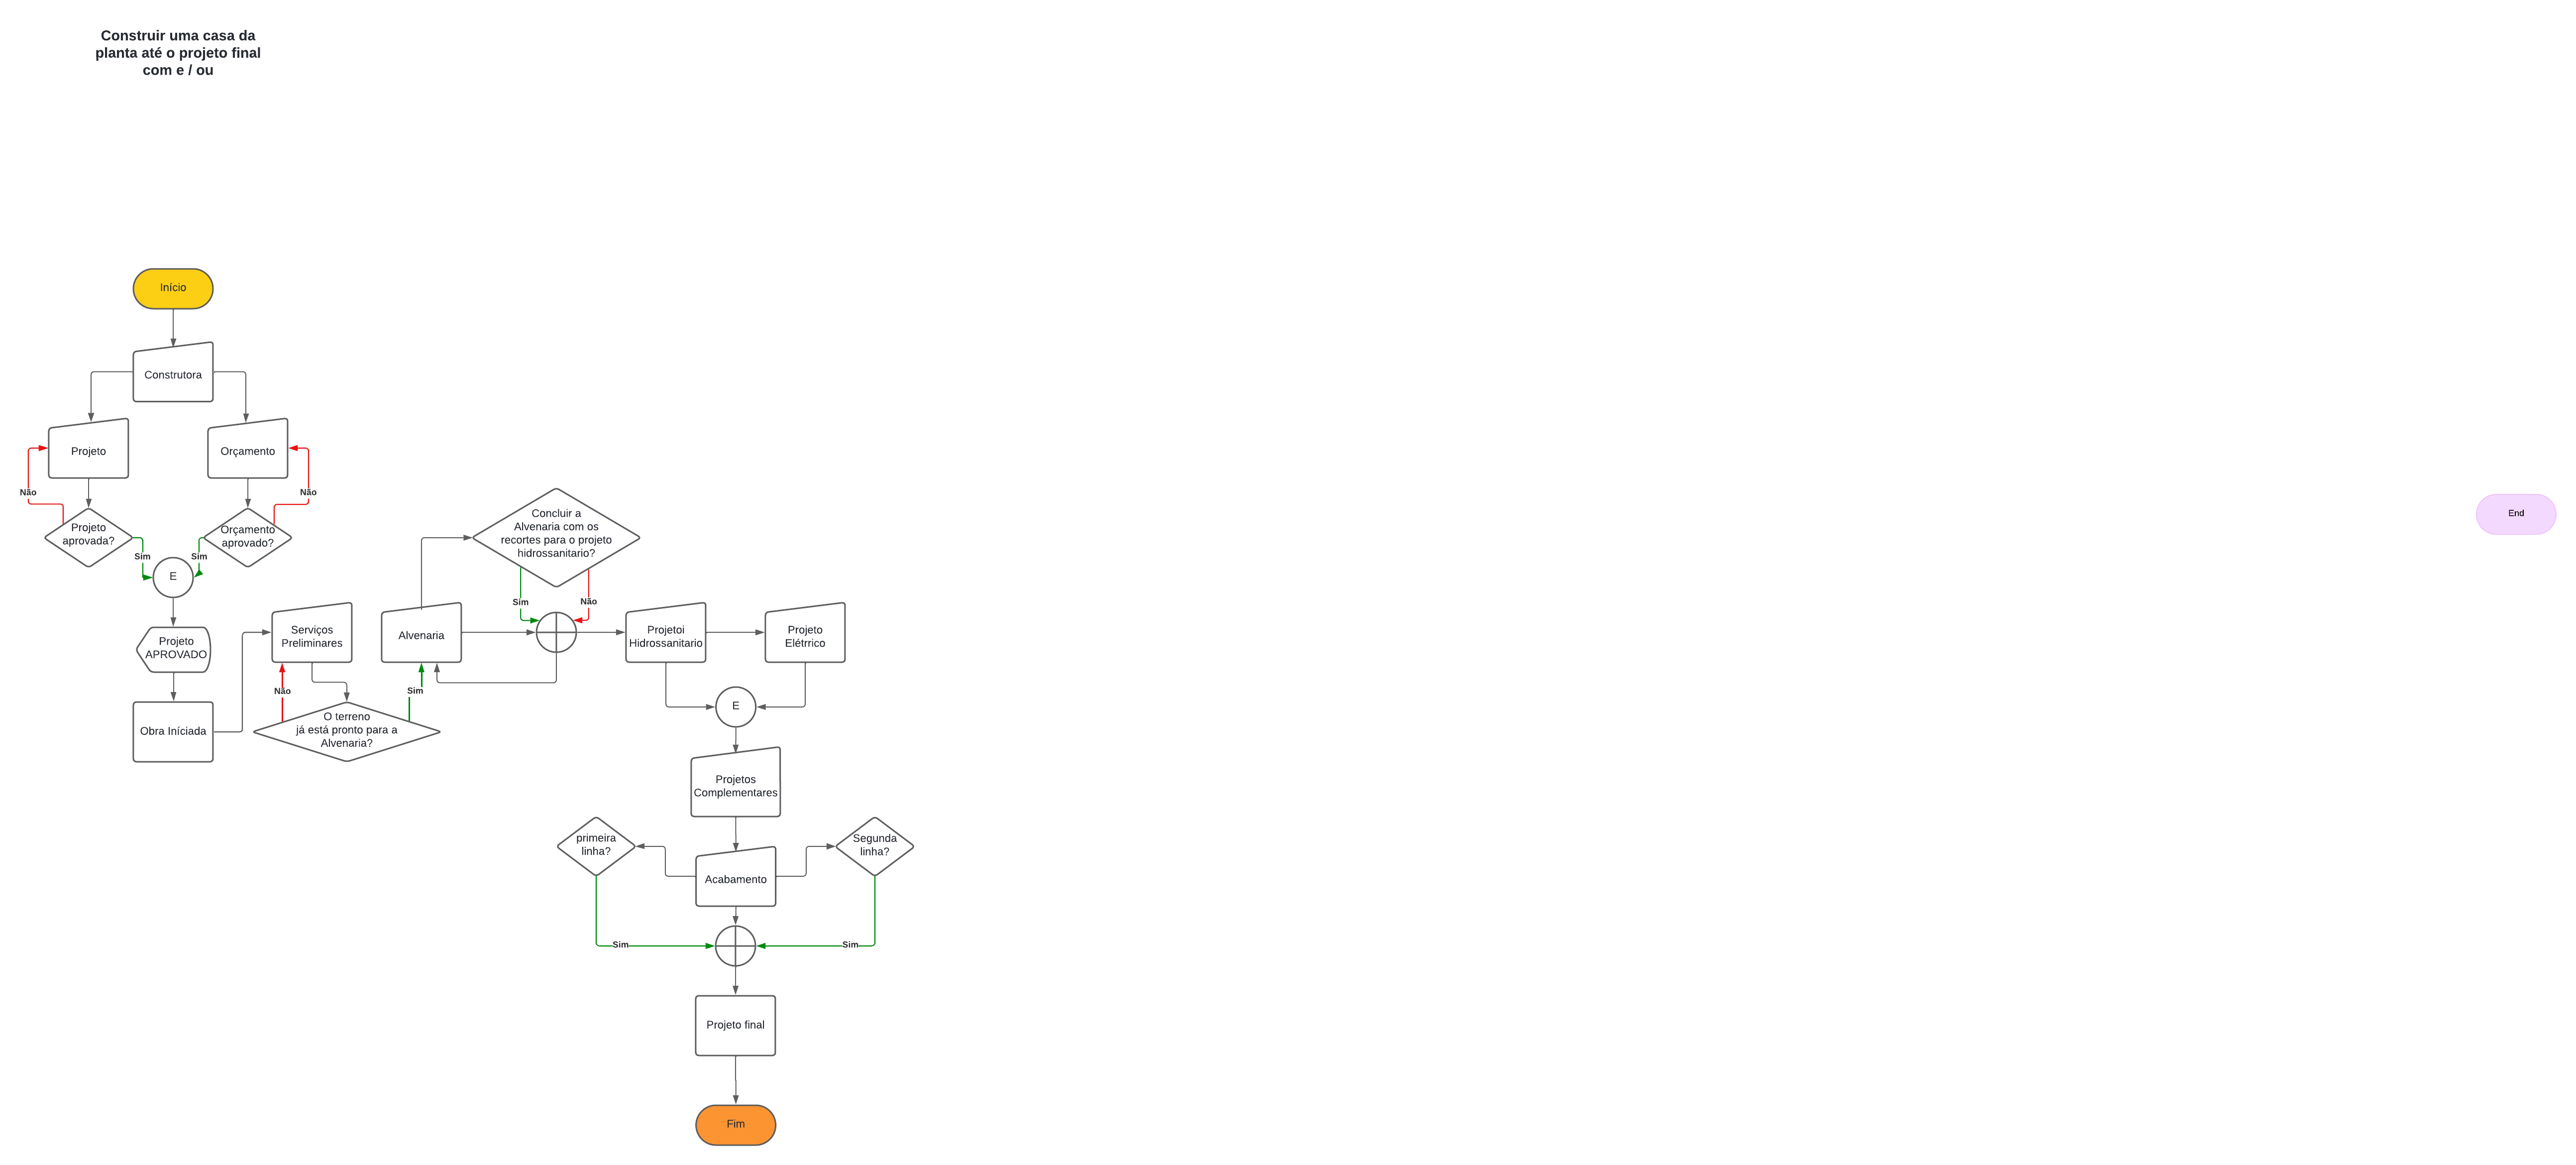 Construir uma casa da
planta até o projeto final
com e / ou
Início
Construtora
Projeto
Orçamento
Não
Não
Projeto
aprovada?
Orçamento
aprovado?
Sim
Sim
E
Projeto
APROVADO
Obra Iníciada
Serviços
Preliminares
Não
O terreno
já está pronto para a
Alvenaria?
Sim
Alvenaria
Concluir a
Alvenaria com os
recortes para o projeto
hidrossanitario?
Sim
Não
Projetoi
Hidrossanitario
Projeto
Elétrrico
E
Projetos
Complementares
primeira
linha?
Segunda
linha?
Acabamento
Sim
Sim
Projeto final
Fim
End